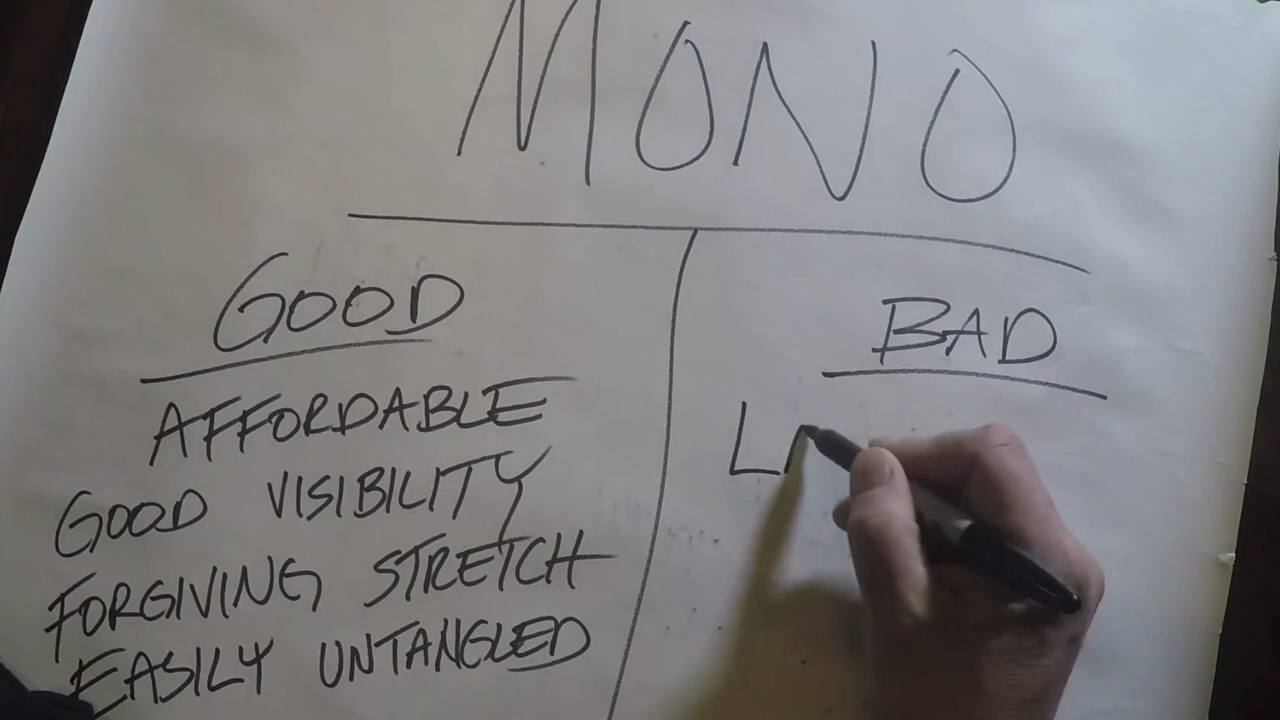 MONO
GOOD
BAD
AFFORDABLE
GOOD VISIBILITY
FORGIVING STRETCH
EASILY UNTANGLED
L